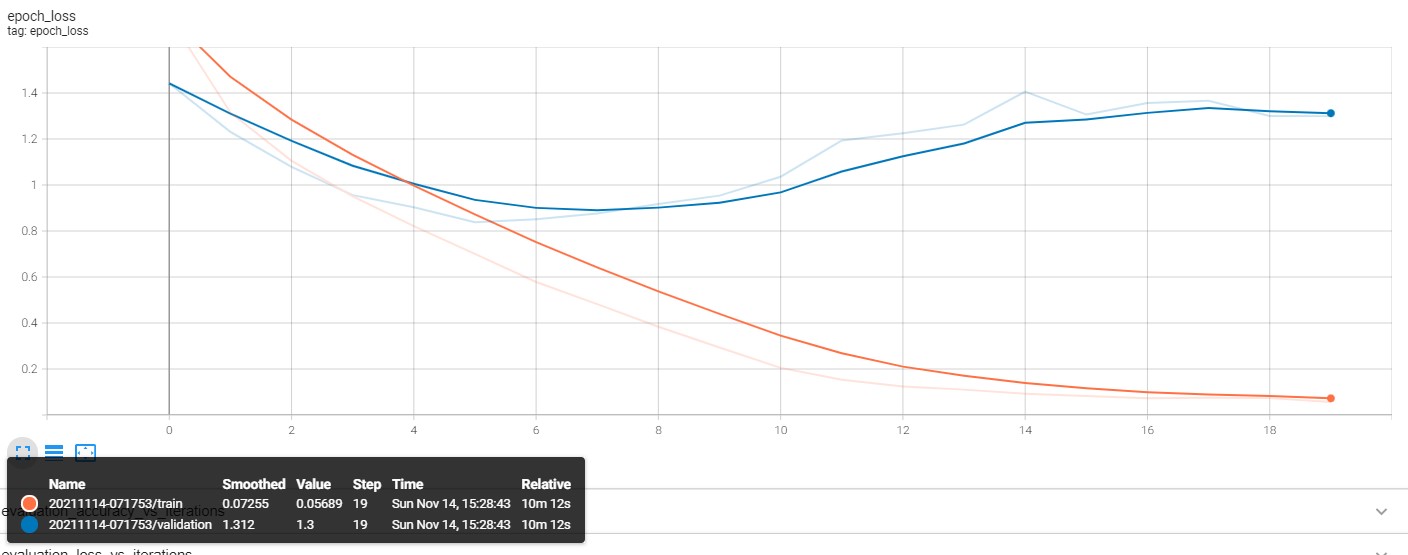 epoch_loss
tag: epoch_loss
1.4
1.2
1
0.8
0.6
0.4
0.2
0 2 4 6 8 10 12 14 16 18
Name Smoothed Value Step Time Relative
20211114-071753/train 0.07255 0.05689 19 Sun Nov 14, 15:28:43 10m 12s
evaluation_accuracy_vs_iterations
20211114-071753/validation 1.312 1.3 19 Sun Nov 14, 15:28:43 10m 12s
evaluation_loss_vs_iterations